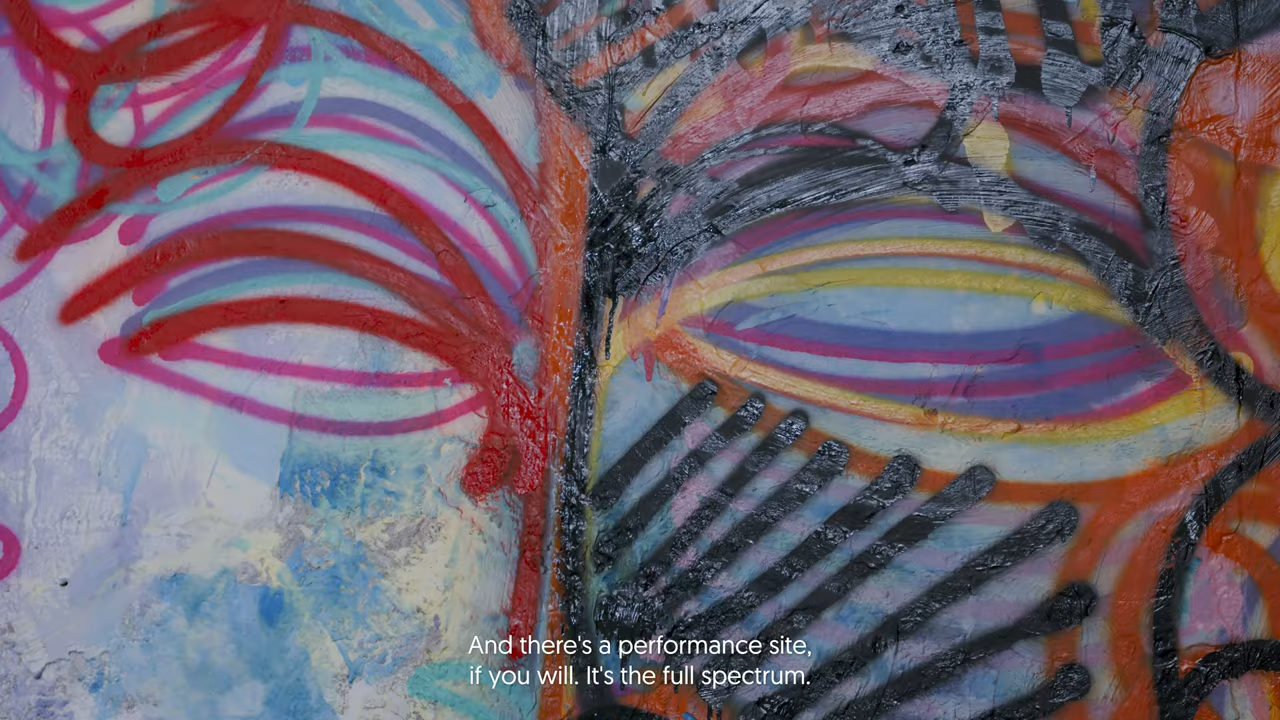 And there's a performance site,
if you will. It's the full spectrum.